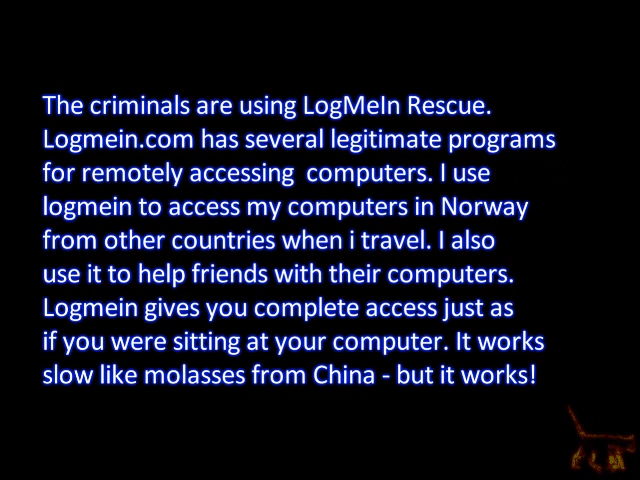 The criminals are using LogMeIn Rescue.
Logmein.com has several legitimate programs
for remotely accessing  computers. I use
logmein to access my computers in Norway
from other countries when i travel. I also
use it to help friends with their computers.
Logmein gives you complete access just as
if you were sitting at your computer. It works
slow like molasses from China - but it works!